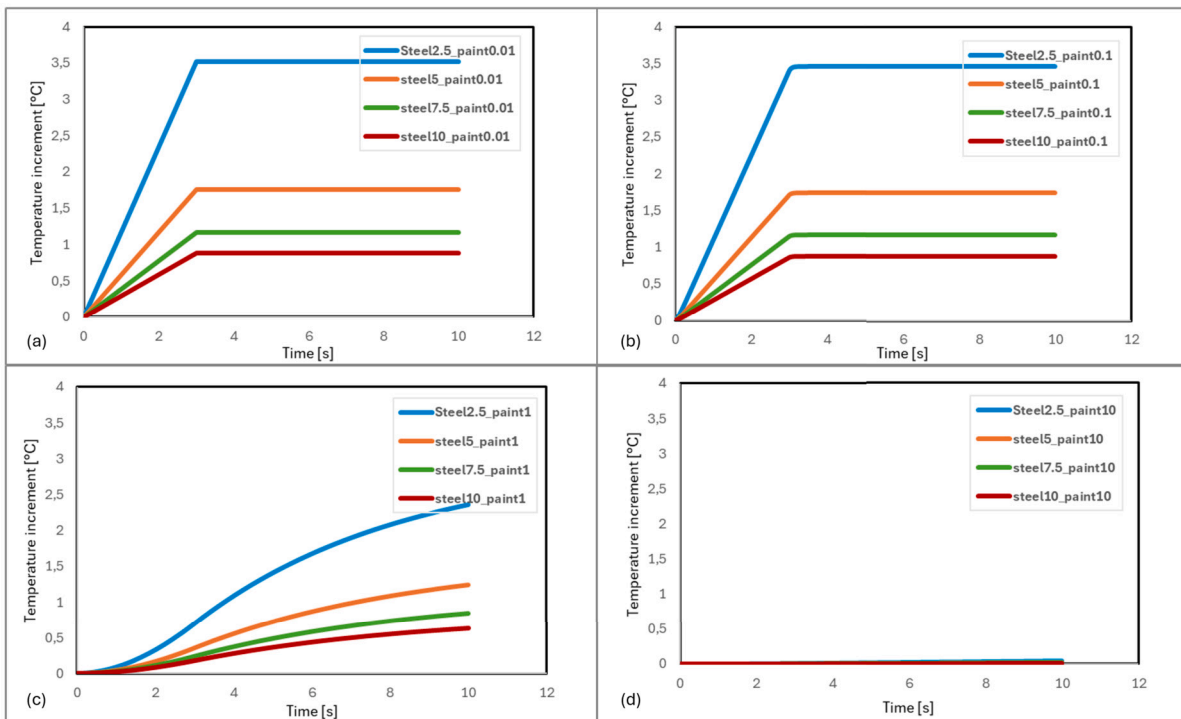 Temperature increment [°C]
4
3,5
3
2,5
2
1,5
1
0,5
0
0
2
4
6
8
10
12
Steel2.5_paint0.01
steel5_paint0.01
steel7.5_paint0.01
steel10_paint0.01
Time [s]
(a)
Temperature increment [°C]
4
3,5
3
2,5
2
1,5
1
0,5
0
0
2
4
6
8
10
12
Steel2.5_paint0.1
steel5_paint0.1
steel7.5_paint0.1
steel10_paint0.1
Time [s]
(b)
Temperature increment [°C]
4
3,5
3
2,5
2
1,5
1
0,5
0
0
2
4
6
8
10
12
Steel2.5_paint1
steel5_paint1
steel7.5_paint1
steel10_paint1
Time [s]
(c)
Temperature increment [°C]
4
3,5
3
2,5
2
1,5
1
0,5
0
0
2
4
6
8
10
12
Steel2.5_paint10
steel5_paint10
steel7.5_paint10
steel10_paint10
Time [s]
(d)